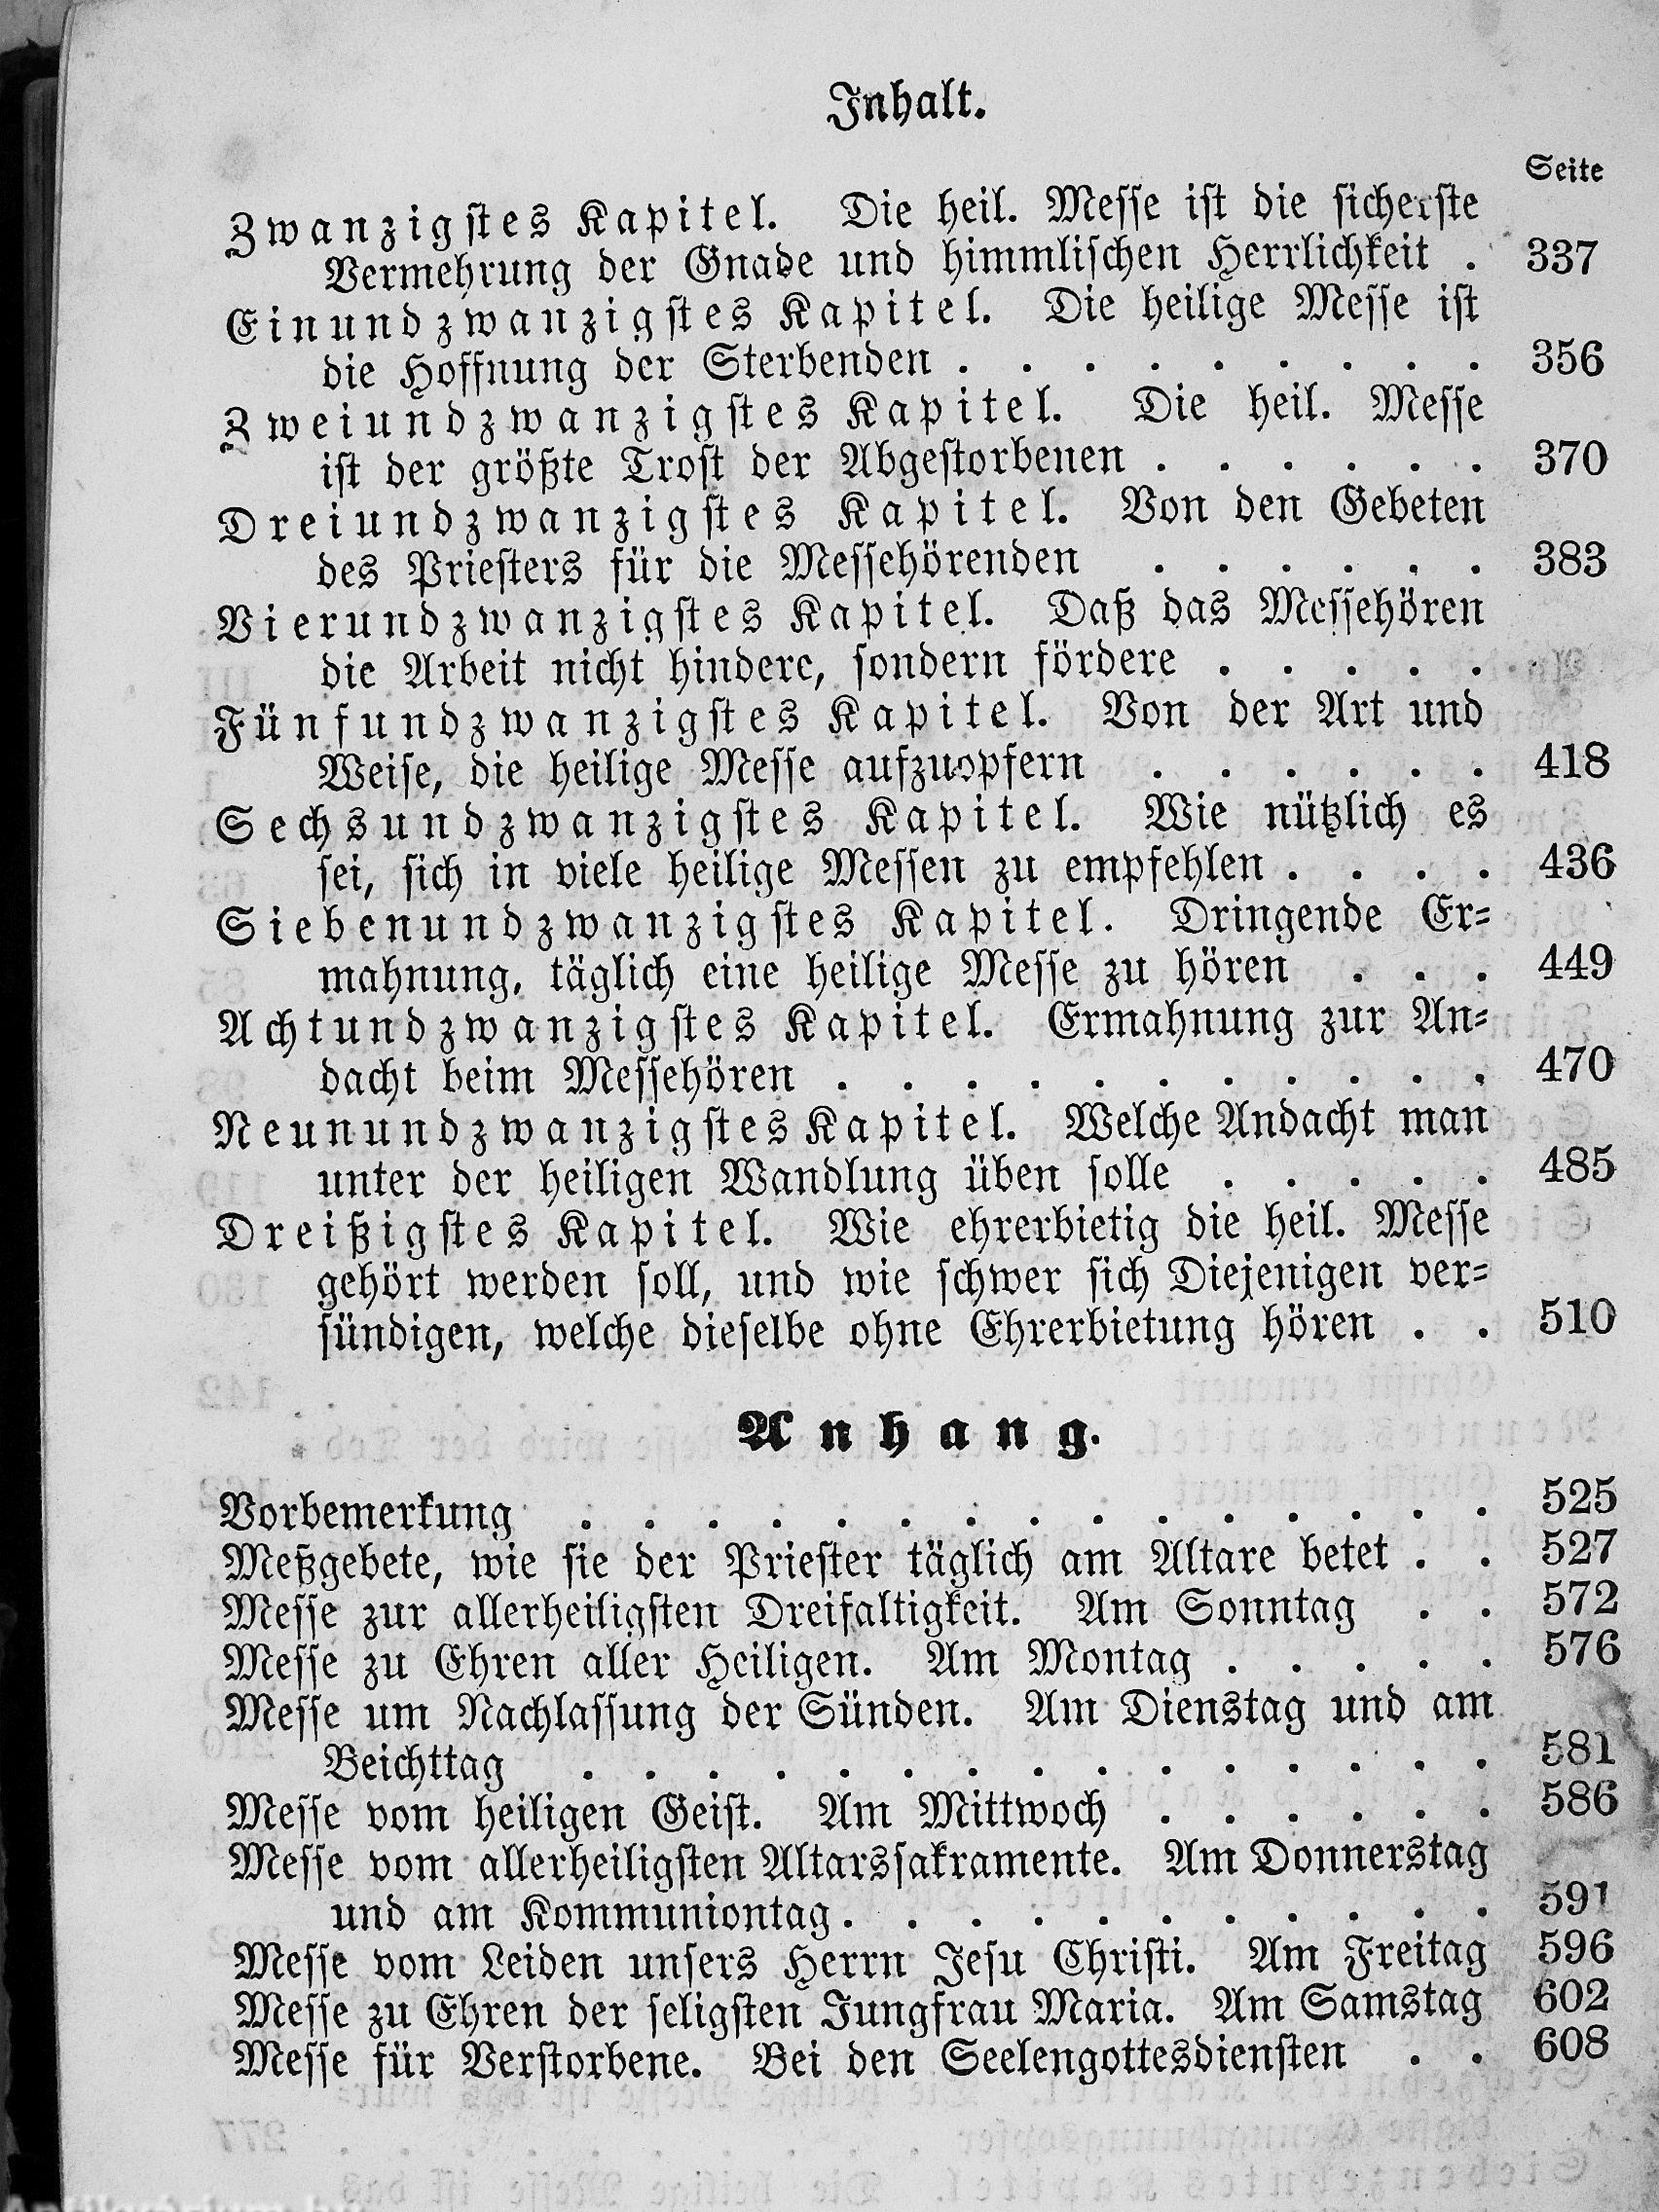 Inhalt.
Seite
Zwanzigstes Kapitel. Die heil. Messe ist die sicherste
Vermehrung der Gnade und himmlischen Herrlichkeit . 337
Einundzwanzigstes Kapitel. Die heilige Messe ist
die Hoffnung der Sterbenden . . . . . . . . . 356
Zweiundzwanzigstes Kapitel. Die heil. Messe
ist der größte Trost der Abgestorbenen . . . . . . 370
Dreiundzwanzigstes Kapitel. Von den Gebeten
des Priesters für die Messehörenden . . . . . . 383
Vierundzwanzigstes Kapitel. Daß das Messehören
die Arbeit nicht hindere, sondern fördere . . . . .
Fünfundzwanzigstes Kapitel. Von der Art und
Weise, die heilige Messe aufzuopfern . . . . . . 418
Sechsundzwanzigstes Kapitel. Wie nützlich es
sei, sich in viele heilige Messen zu empfehlen . . . . 436
Siebenundzwanzigstes Kapitel. Dringende Er-
mahnung, täglich eine heilige Messe zu hören . . . 449
Achtundzwanzigstes Kapitel. Ermahnung zur An-
dacht beim Messehören . . . . . . . . . . . 470
Neunundzwanzigstes Kapitel. Welche Andacht man
unter der heiligen Wandlung üben solle . . . . . 485
Dreißigstes Kapitel. Wie ehrerbietig die heil. Messe
gehört werden soll, und wie schwer sich Diejenigen ver-
sündigen, welche dieselbe ohne Ehrerbietung hören . . 510
Anhang.
Vorbemerkung . . . . . . . . . . . . . . . 525
Meßgebete, wie sie der Priester täglich am Altare betet . . 527
Messe zur allerheiligsten Dreifaltigkeit. Am Sonntag . . 572
Messe zu Ehren aller Heiligen. Am Montag . . . . . 576
Messe um Nachlassung der Sünden. Am Dienstag und am
Beichttag . . . . . . . . . . . . . . . 581
Messe vom heiligen Geist. Am Mittwoch . . . . . . 586
Messe vom allerheiligsten Altarssakramente. Am Donnerstag
und am Kommuniontag . . . . . . . . . . . 591
Messe vom Leiden unsers Herrn Jesu Christi. Am Freitag 596
Messe zu Ehren der seligsten Jungfrau Maria. Am Samstag 602
Messe für Verstorbene. Bei den Seelengottesdiensten . . 608